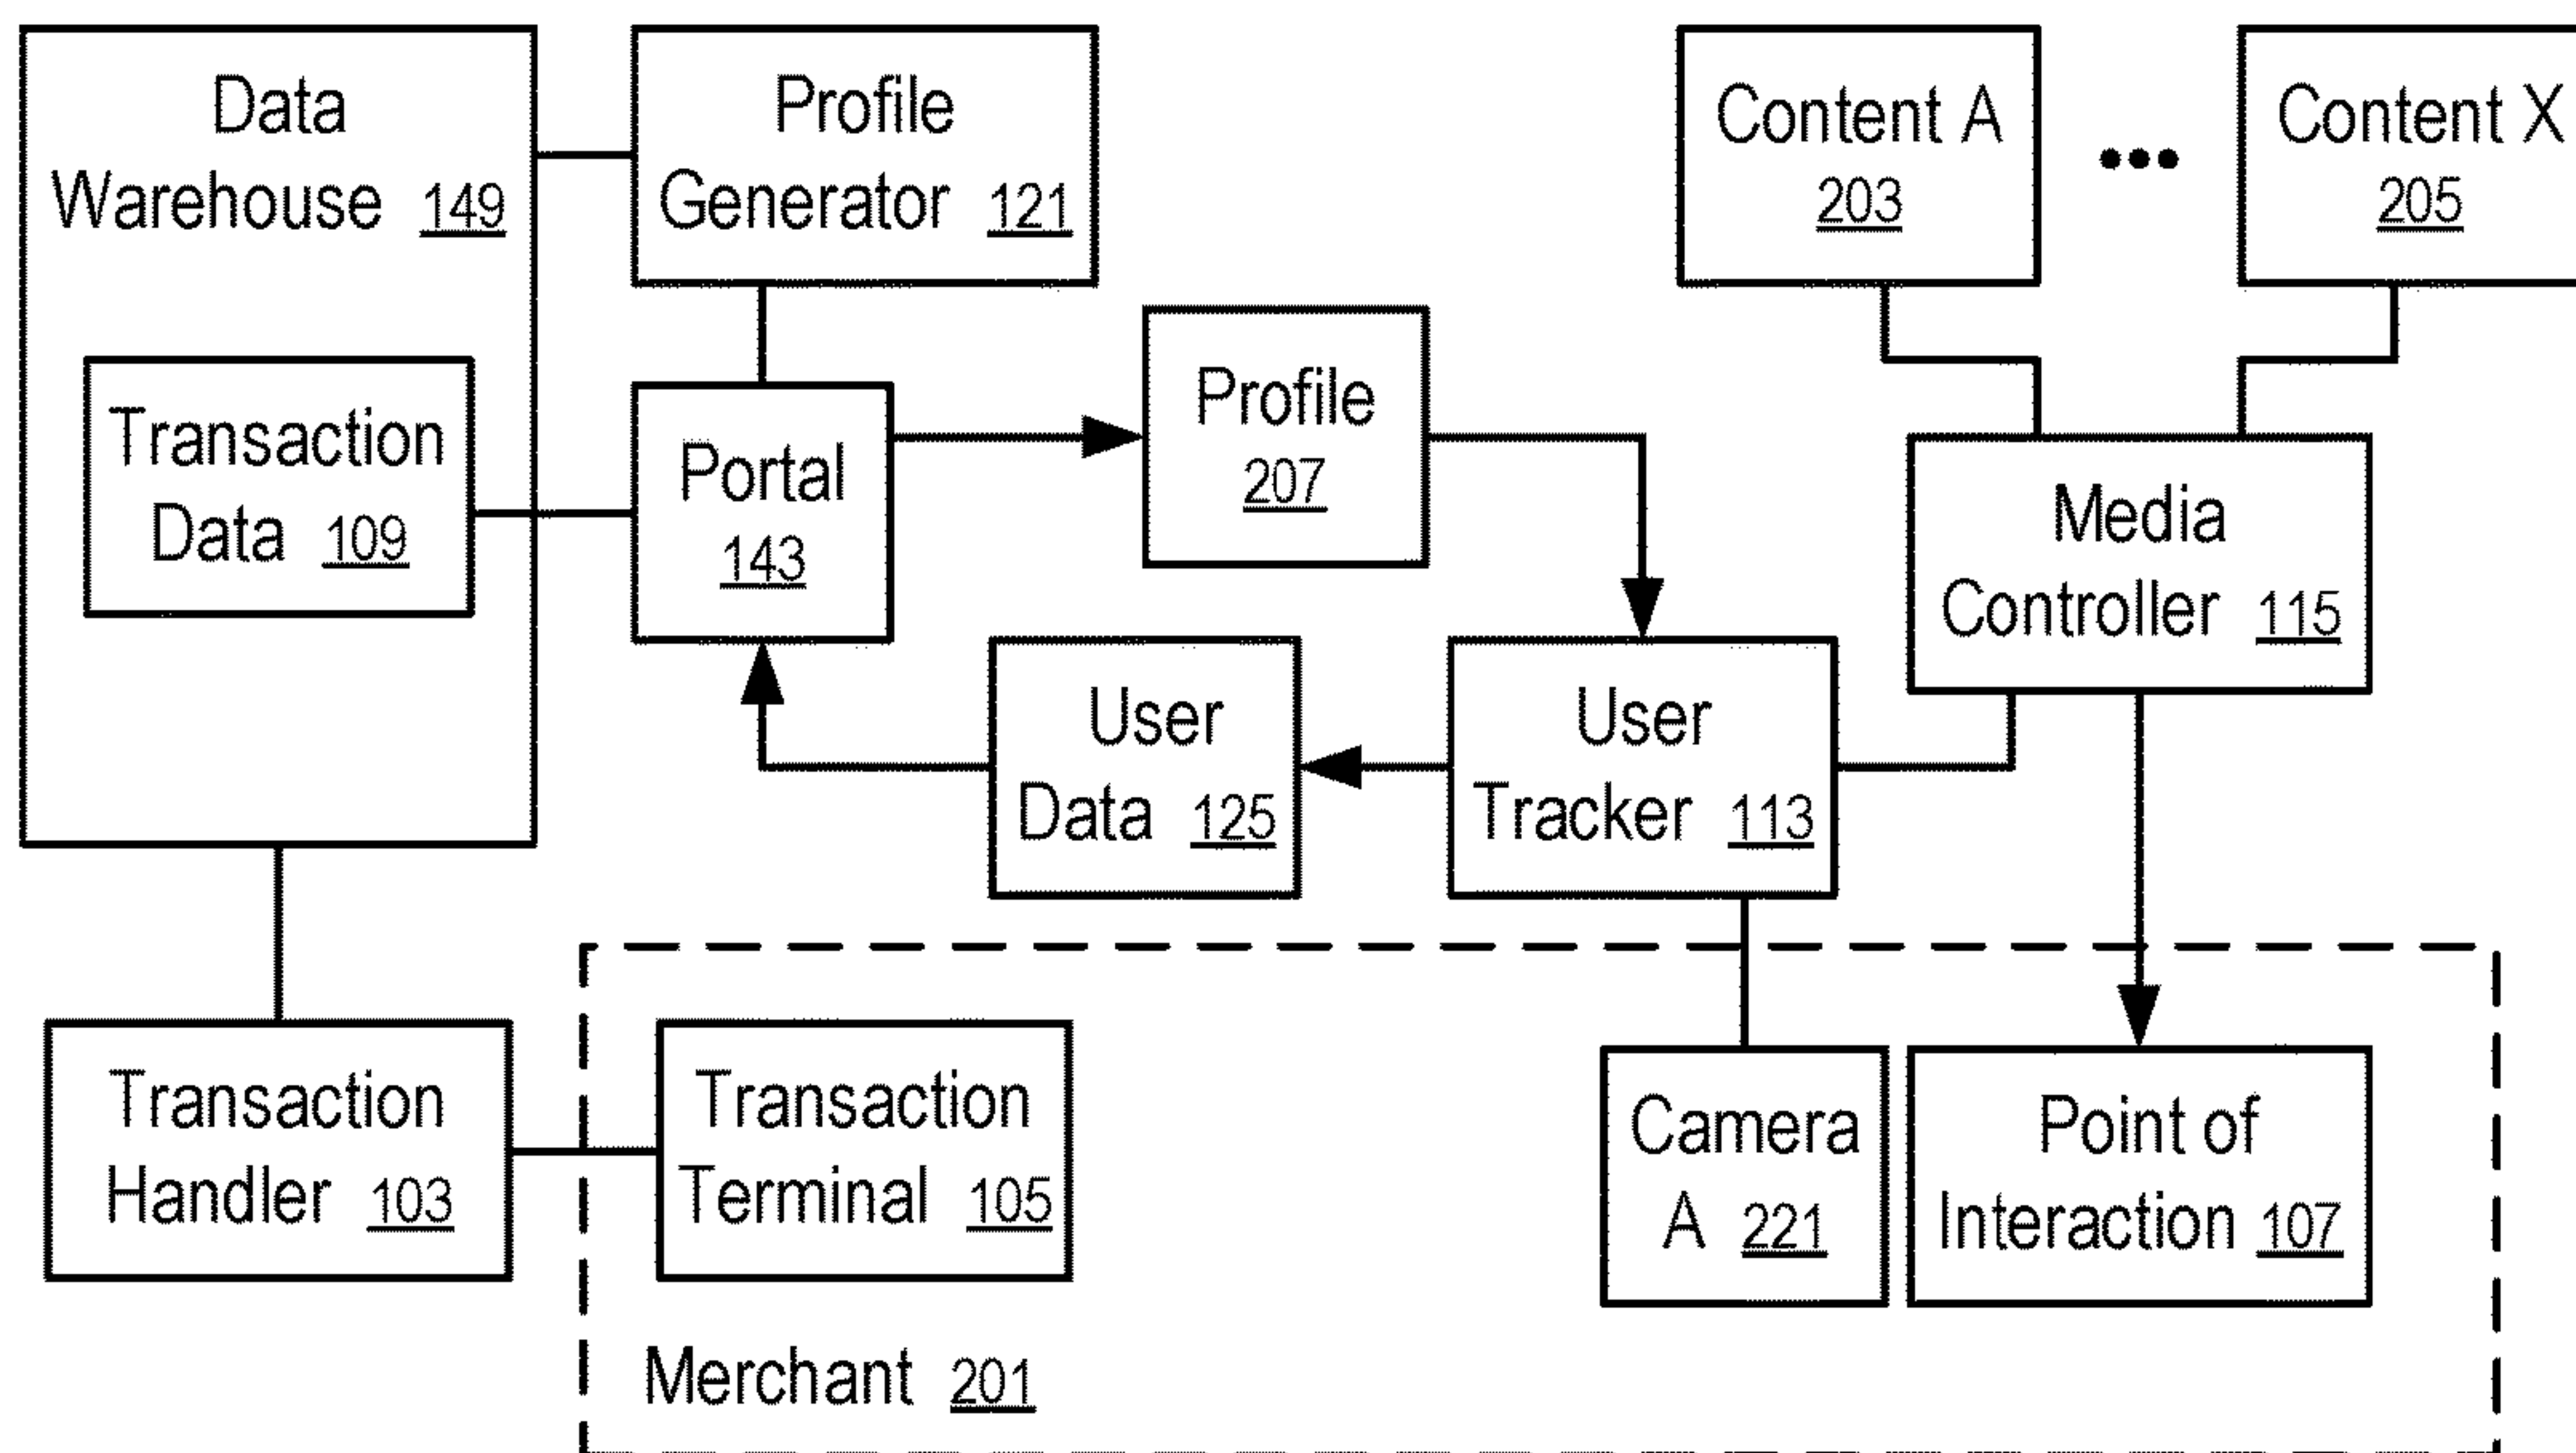 Data
Warehouse 149
Profile
Generator 121
Content A
203
•••
Content X
205
Transaction
Data 109
Portal
143
Profile
207
Media
Controller 115
User
Data 125
User
Tracker 113
Transaction
Handler 103
Transaction
Terminal 105
Camera
A 221
Point of
Interaction 107
Merchant 201